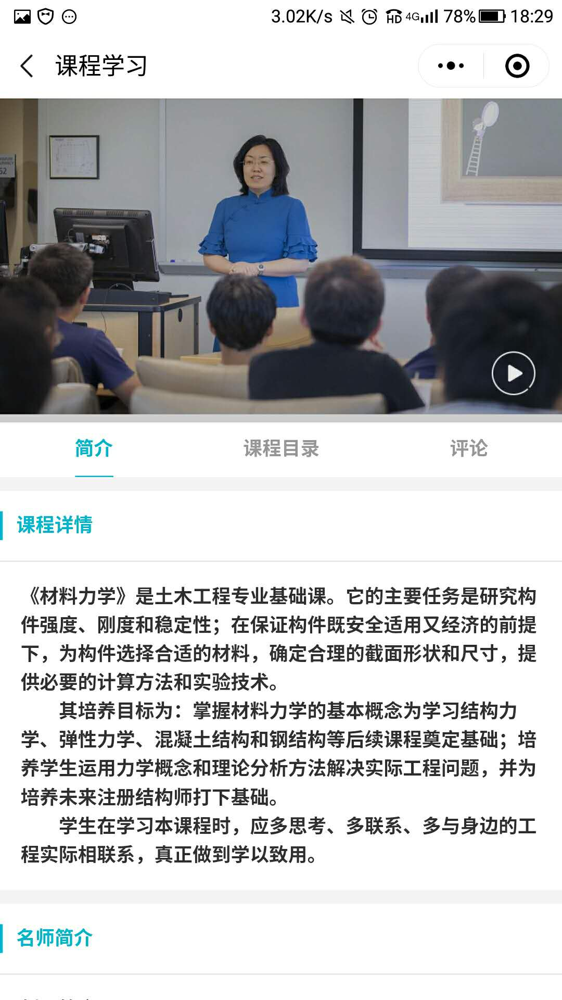 3.02K/s HD 4G 78% 18:29
课程学习
简介 课程目录 评论
课程详情
《材料力学》是土木工程专业基础课。它的主要任务是研究构
件强度、刚度和稳定性；在保证构件既安全适用又经济的前提
下，为构件选择合适的材料，确定合理的截面形状和尺寸，提
供必要的计算方法和实验技术。
其培养目标为：掌握材料力学的基本概念为学习结构力
学、弹性力学、混凝土结构和钢结构等后续课程奠定基础；培
养学生运用力学概念和理论分析方法解决实际工程问题，并为
培养未来注册结构师打下基础。
学生在学习本课程时，应多思考、多联系、多与身边的工
程实际相联系，真正做到学以致用。
名师简介